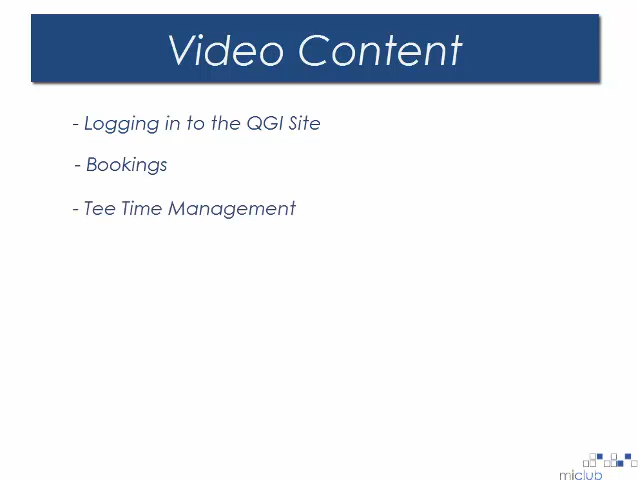 Video Content
- Logging in to the QGI Site
- Bookings
- Tee Time Management
miclub